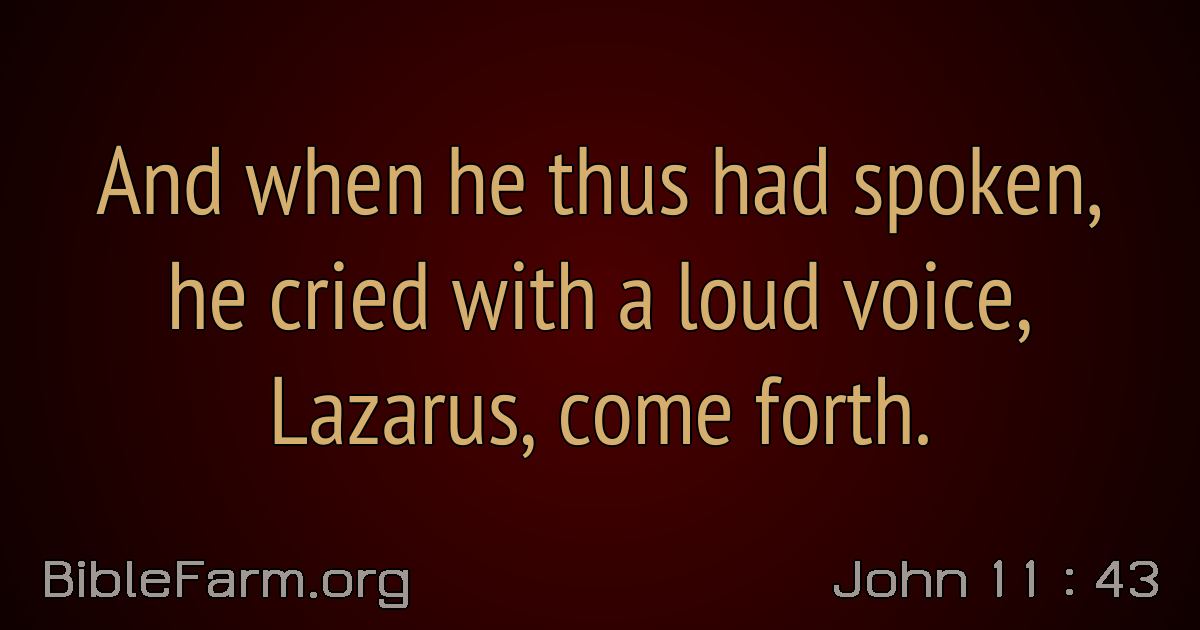 And when he thus had spoken,
he cried with a loud voice,
Lazarus, come forth.
BibleFarm.org
John 11 : 43